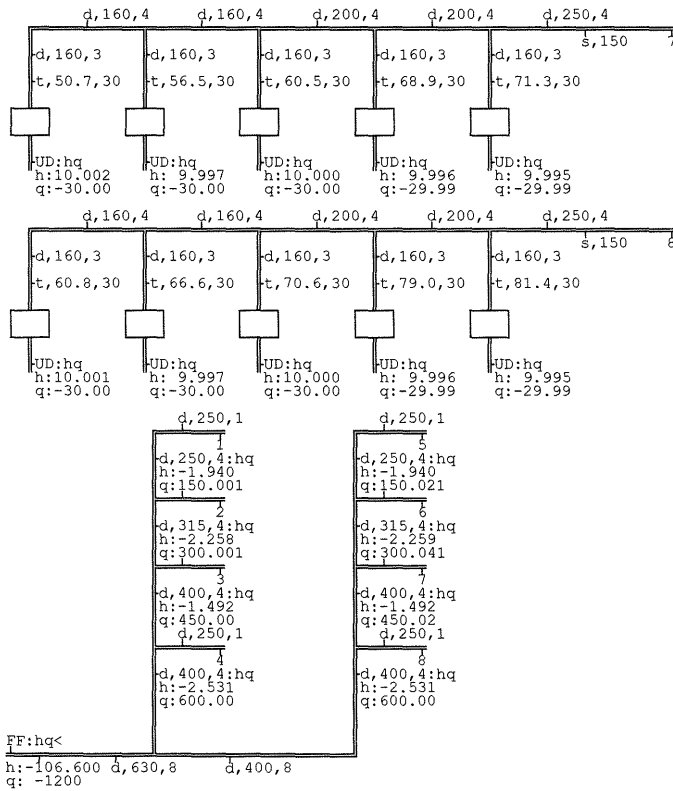 d,160,4 d,160,4 d,200,4 d,200,4 d,250,4
s,150 7
d,160,3 d,160,3 d,160,3 d,160,3 d,160,3
t,50.7,30 t,56.5,30 t,60.5,30 t,68.9,30 t,71.3,30
UD:hq UD:hq UD:hq UD:hq UD:hq
h:10.002 h: 9.997 h:10.000 h: 9.996 h: 9.995
q:-30.00 q:-30.00 q:-30.00 q:-29.99 q:-29.99
d,160,4 d,160,4 d,200,4 d,200,4 d,250,4
s,150 8
d,160,3 d,160,3 d,160,3 d,160,3 d,160,3
t,60.8,30 t,66.6,30 t,70.6,30 t,79.0,30 t,81.4,30
UD:hq UD:hq UD:hq UD:hq UD:hq
h:10.001 h: 9.997 h:10.000 h: 9.996 h: 9.995
q:-30.00 q:-30.00 q:-30.00 q:-29.99 q:-29.99
d,250,1 d,250,1
1 5
d,250,4:hq d,250,4:hq
h:-1.940 h:-1.940
q:150.001 q:150.021
2 6
d,315,4:hq d,315,4:hq
h:-2.258 h:-2.259
q:300.001 q:300.041
3 7
d,400,4:hq d,400,4:hq
h:-1.492 h:-1.492
q:450.00 q:450.02
d,250,1 d,250,1
4 8
d,400,4:hq d,400,4:hq
h:-2.531 h:-2.531
q:600.00 q:600.00
FF:hq<
h:-106.600 d,630,8 d,400,8
q: -1200